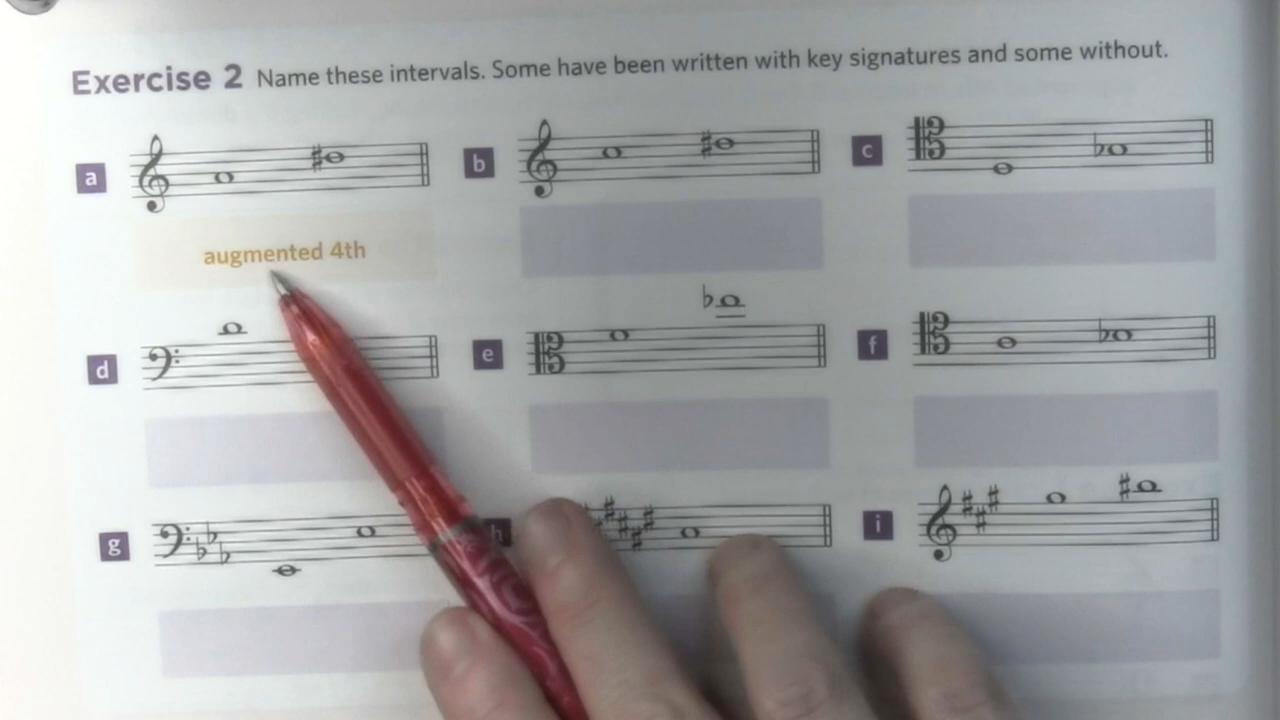 Exercise 2 Name these intervals. Some have been written with key signatures and some without.
a
b
c
augmented 4th
d
e
f
g
h
i